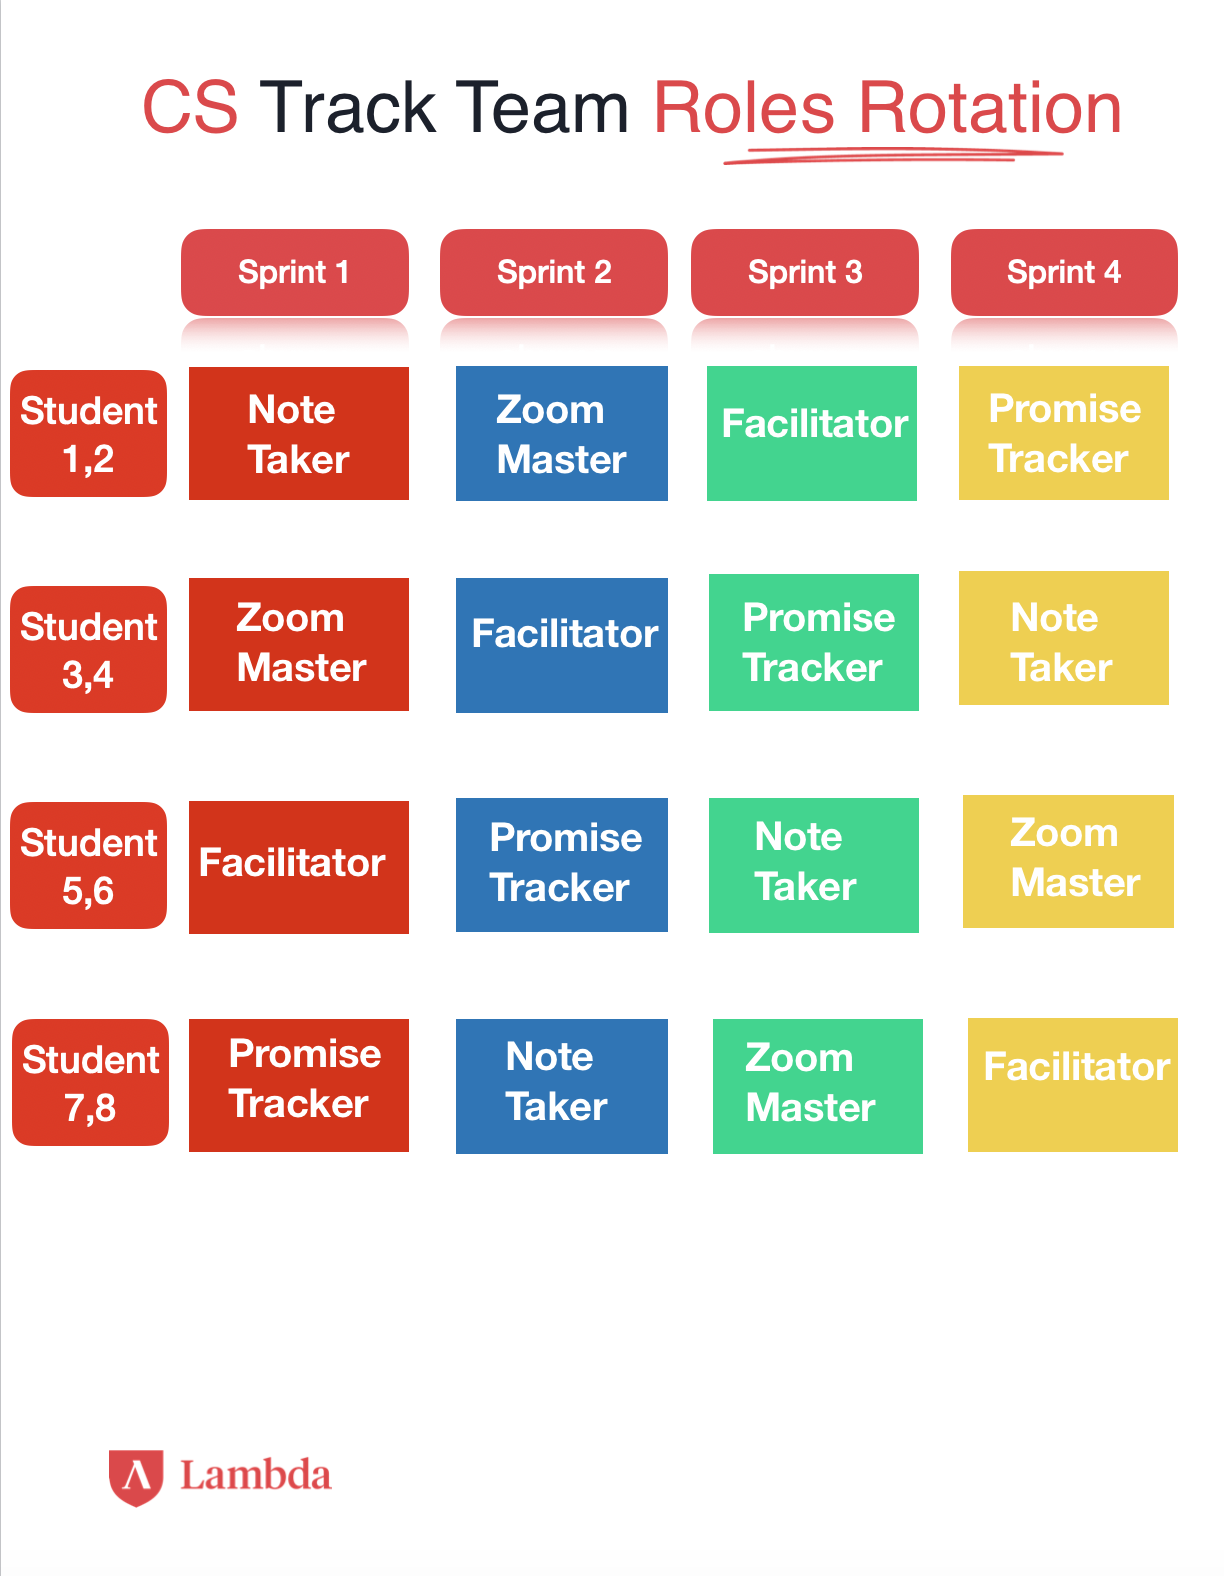 CS Track Team Roles Rotation
Sprint 1
Sprint 2
Sprint 3
Sprint 4
Student
1,2
Note
Taker
Zoom
Master
Facilitator
Promise
Tracker
Student
3,4
Zoom
Master
Facilitator
Promise
Tracker
Note
Taker
Student
5,6
Facilitator
Promise
Tracker
Note
Taker
Zoom
Master
Student
7,8
Promise
Tracker
Note
Taker
Zoom
Master
Facilitator
Lambda